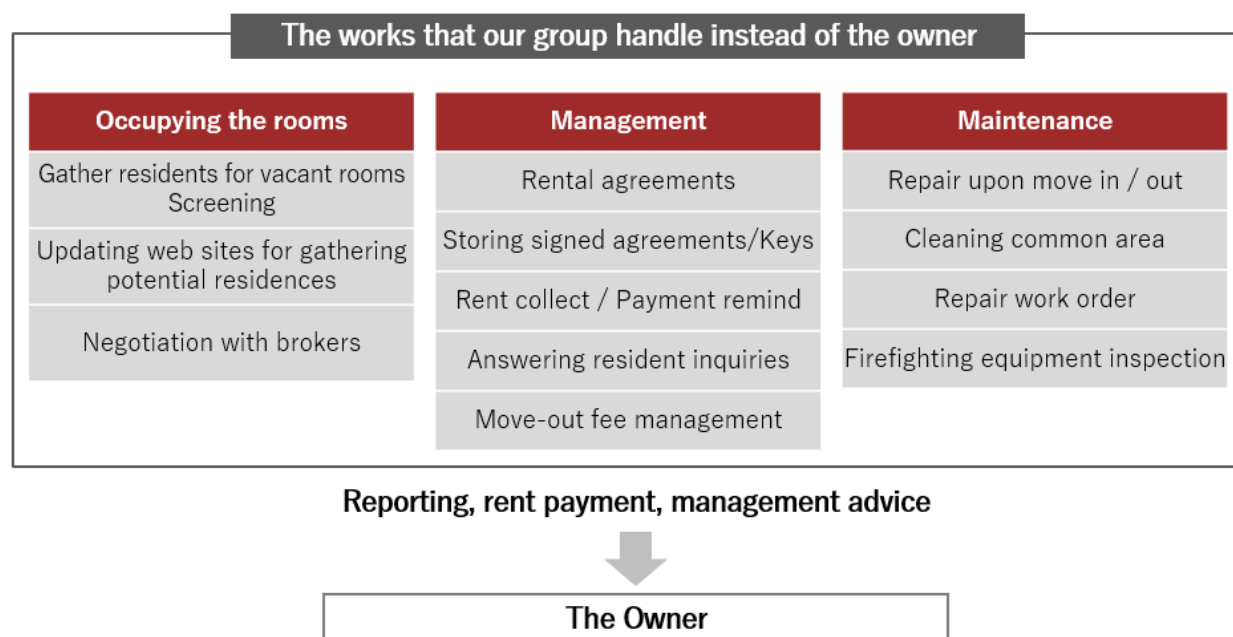 The works that our group handle instead of the owner
Occupying the rooms
Gather residents for vacant rooms
Screening
Updating web sites for gathering
potential residences
Negotiation with brokers
Management
Rental agreements
Storing signed agreements/Keys
Rent collect / Payment remind
Answering resident inquiries
Move-out fee management
Maintenance
Repair upon move in / out
Cleaning common area
Repair work order
Firefighting equipment inspection
Reporting, rent payment, management advice
The Owner